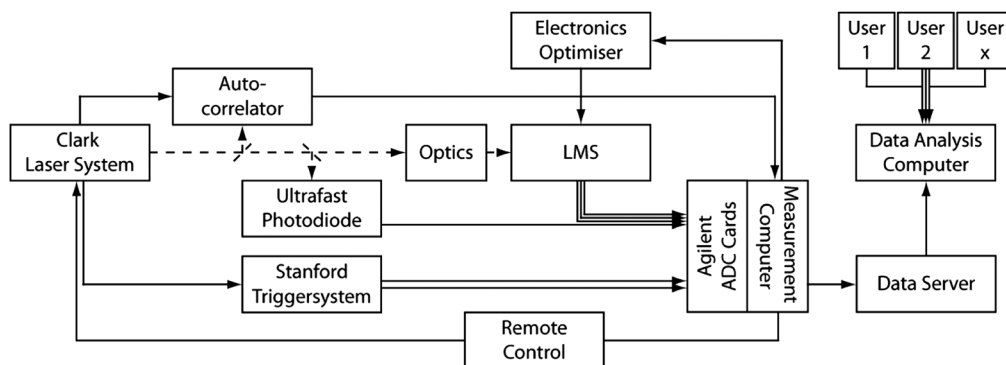 Electronics
Optimiser
User
1
User
2
User
x
Auto-
correlator
Clark
Laser System
Optics
LMS
Data Analysis
Computer
Ultrafast
Photodiode
Agilent
ADC Cards
Measurement
Computer
Stanford
Triggersystem
Data Server
Remote
Control